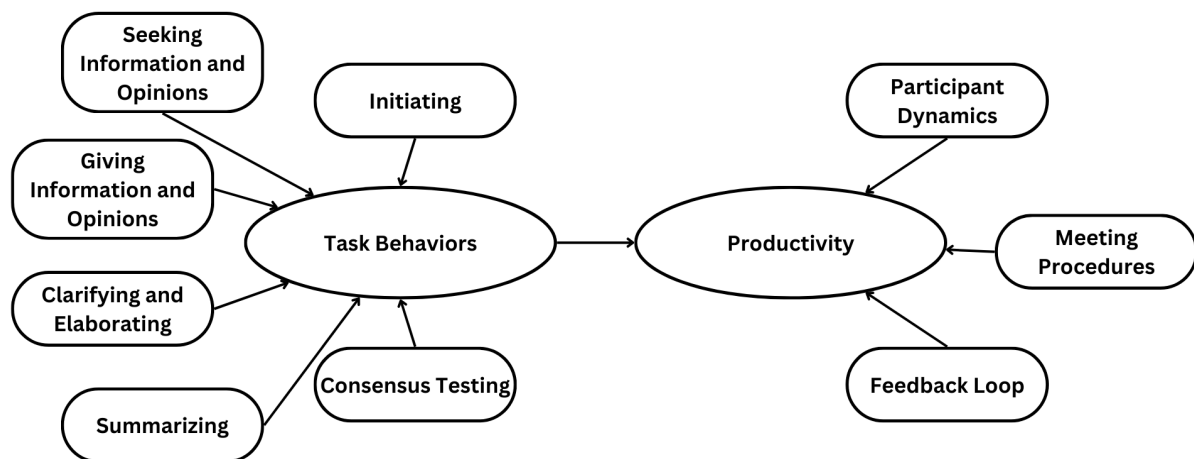 Seeking
Information and
Opinions
Initiating
Participant
Dynamics
Giving
Information and
Opinions
Task Behaviors
Productivity
Meeting
Procedures
Clarifying and
Elaborating
Consensus Testing
Feedback Loop
Summarizing